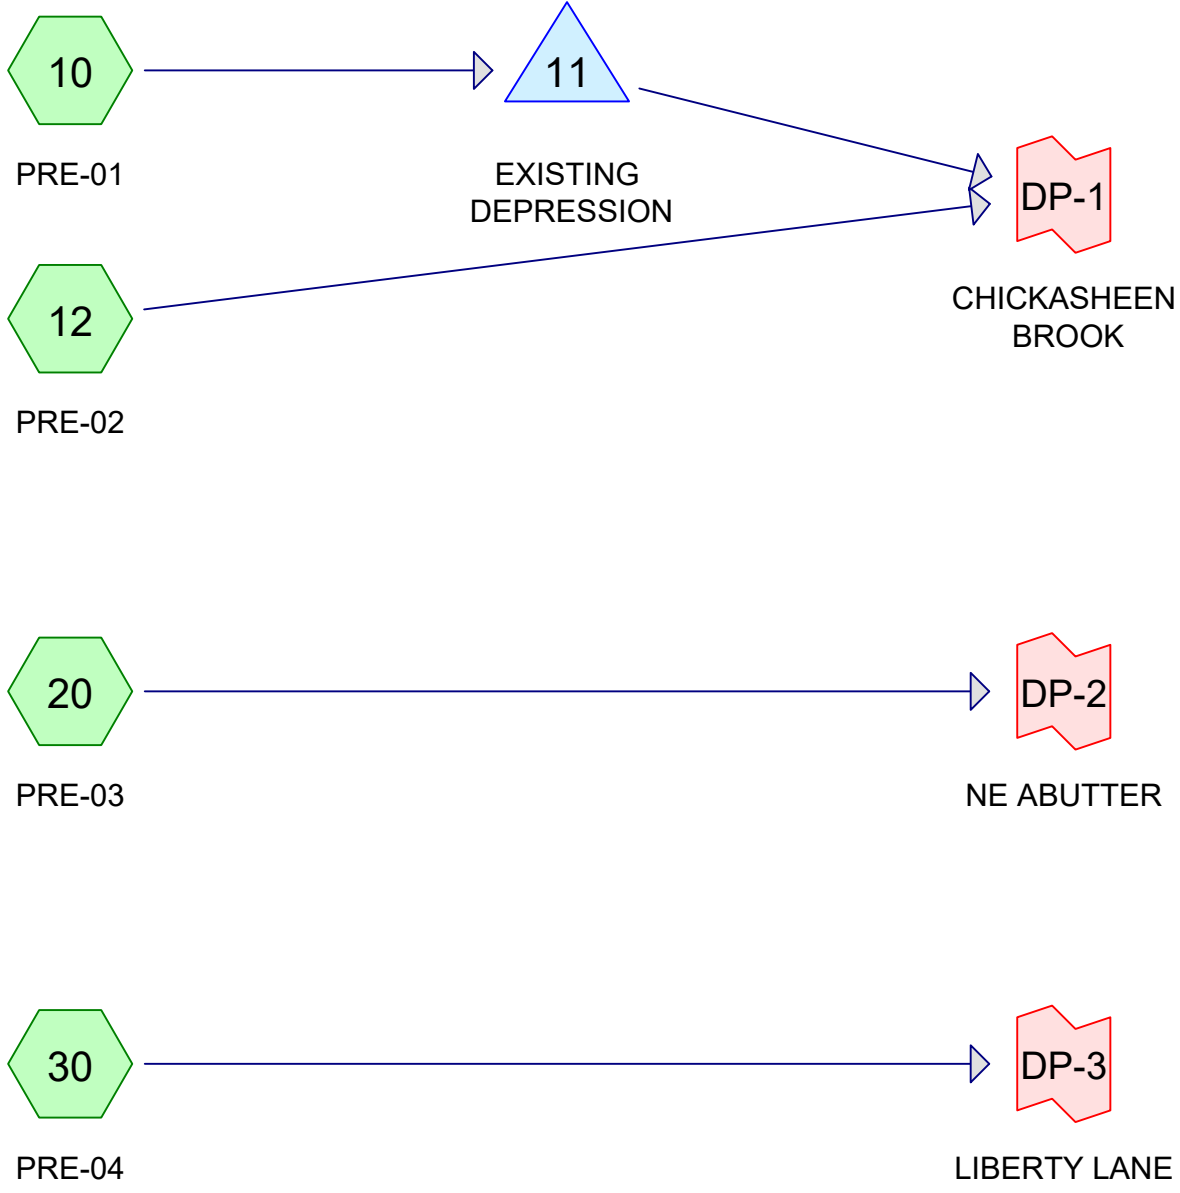 10
11
PRE-01
EXISTING
DEPRESSION
DP-1
12
CHICKASHEEN
BROOK
PRE-02
20
DP-2
PRE-03
NE ABUTTER
30
DP-3
PRE-04
LIBERTY LANE